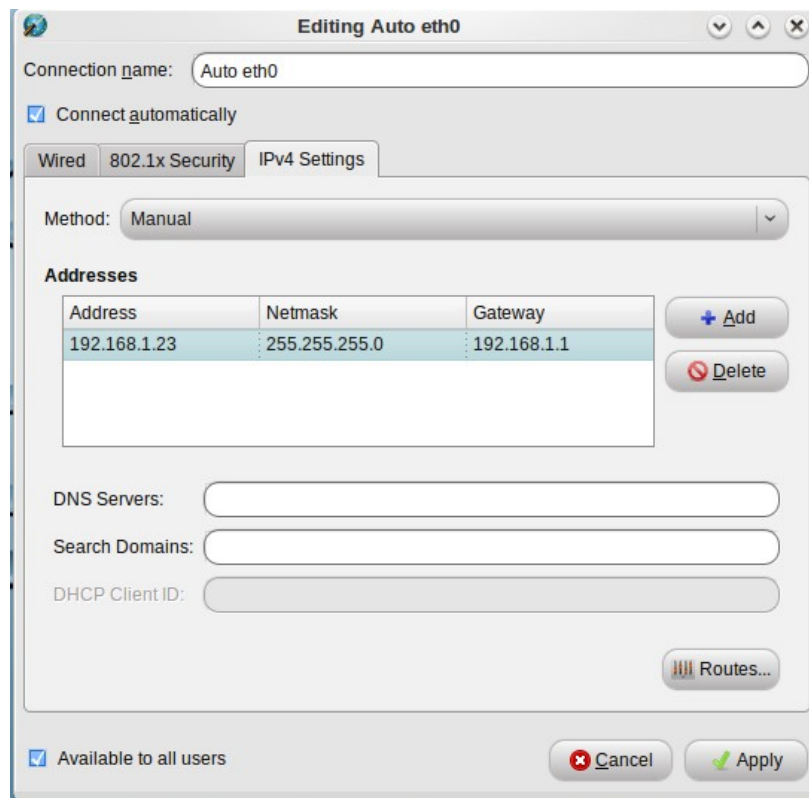 Editing Auto eth0
Connection name: Auto eth0
Connect automatically
Wired 802.1x Security IPv4 Settings
Method: Manual
Addresses
Address Netmask Gateway
192.168.1.23 255.255.255.0 192.168.1.1
Add
Delete
DNS Servers:
Search Domains:
DHCP Client ID:
Routes...
Available to all users
Cancel Apply